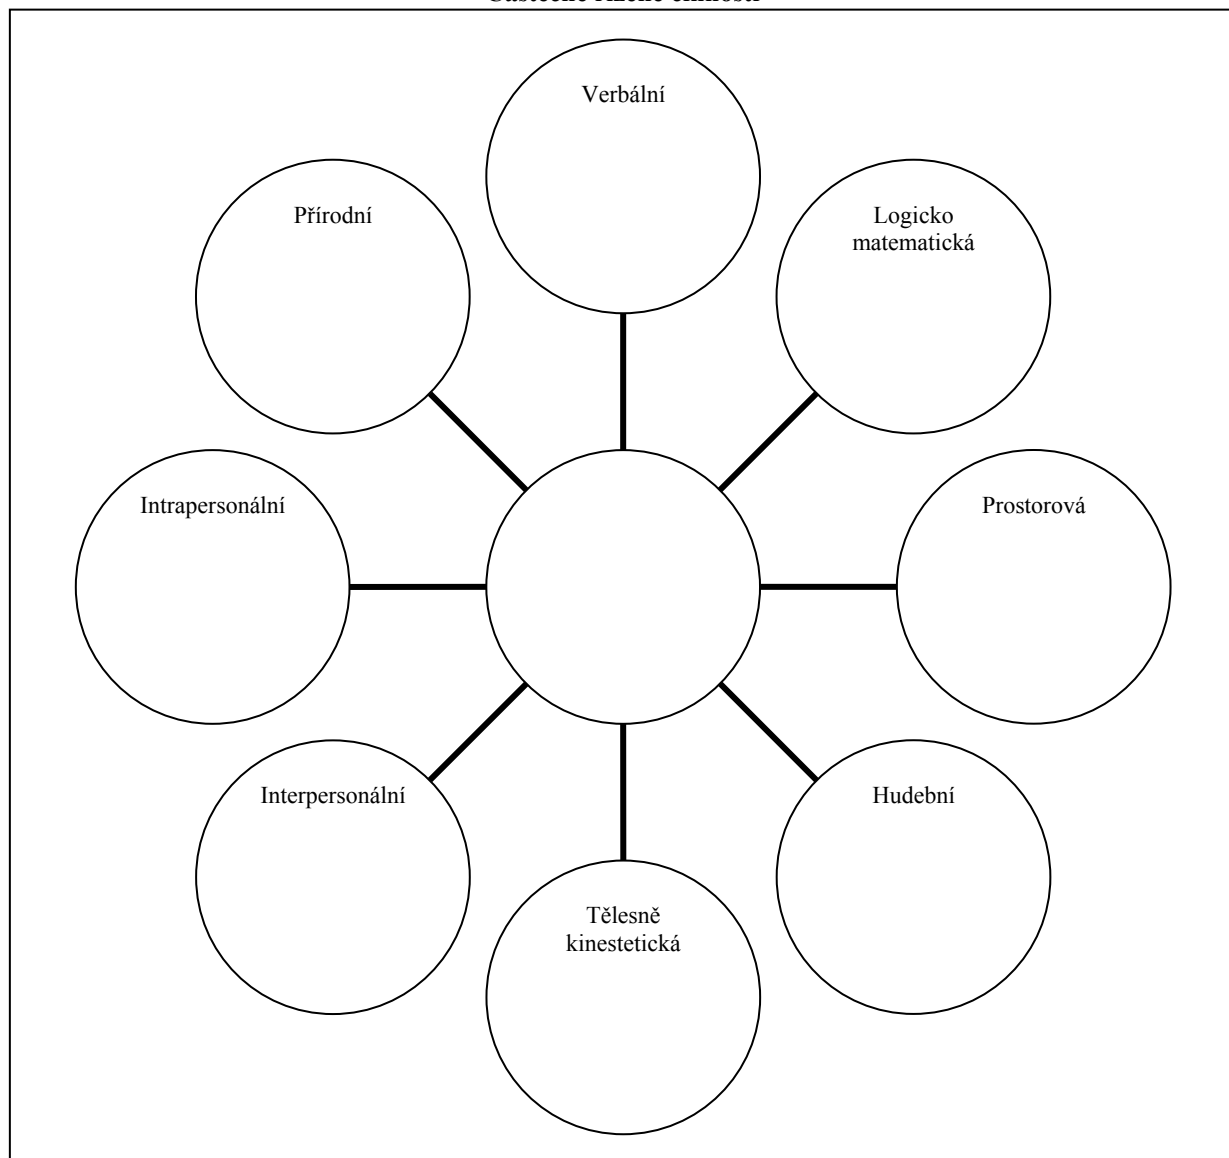 Verbální
Přírodní
Logicko
matematická
Intrapersonální
Prostorová
Interpersonální
Hudební
Tělesně
kinestetická